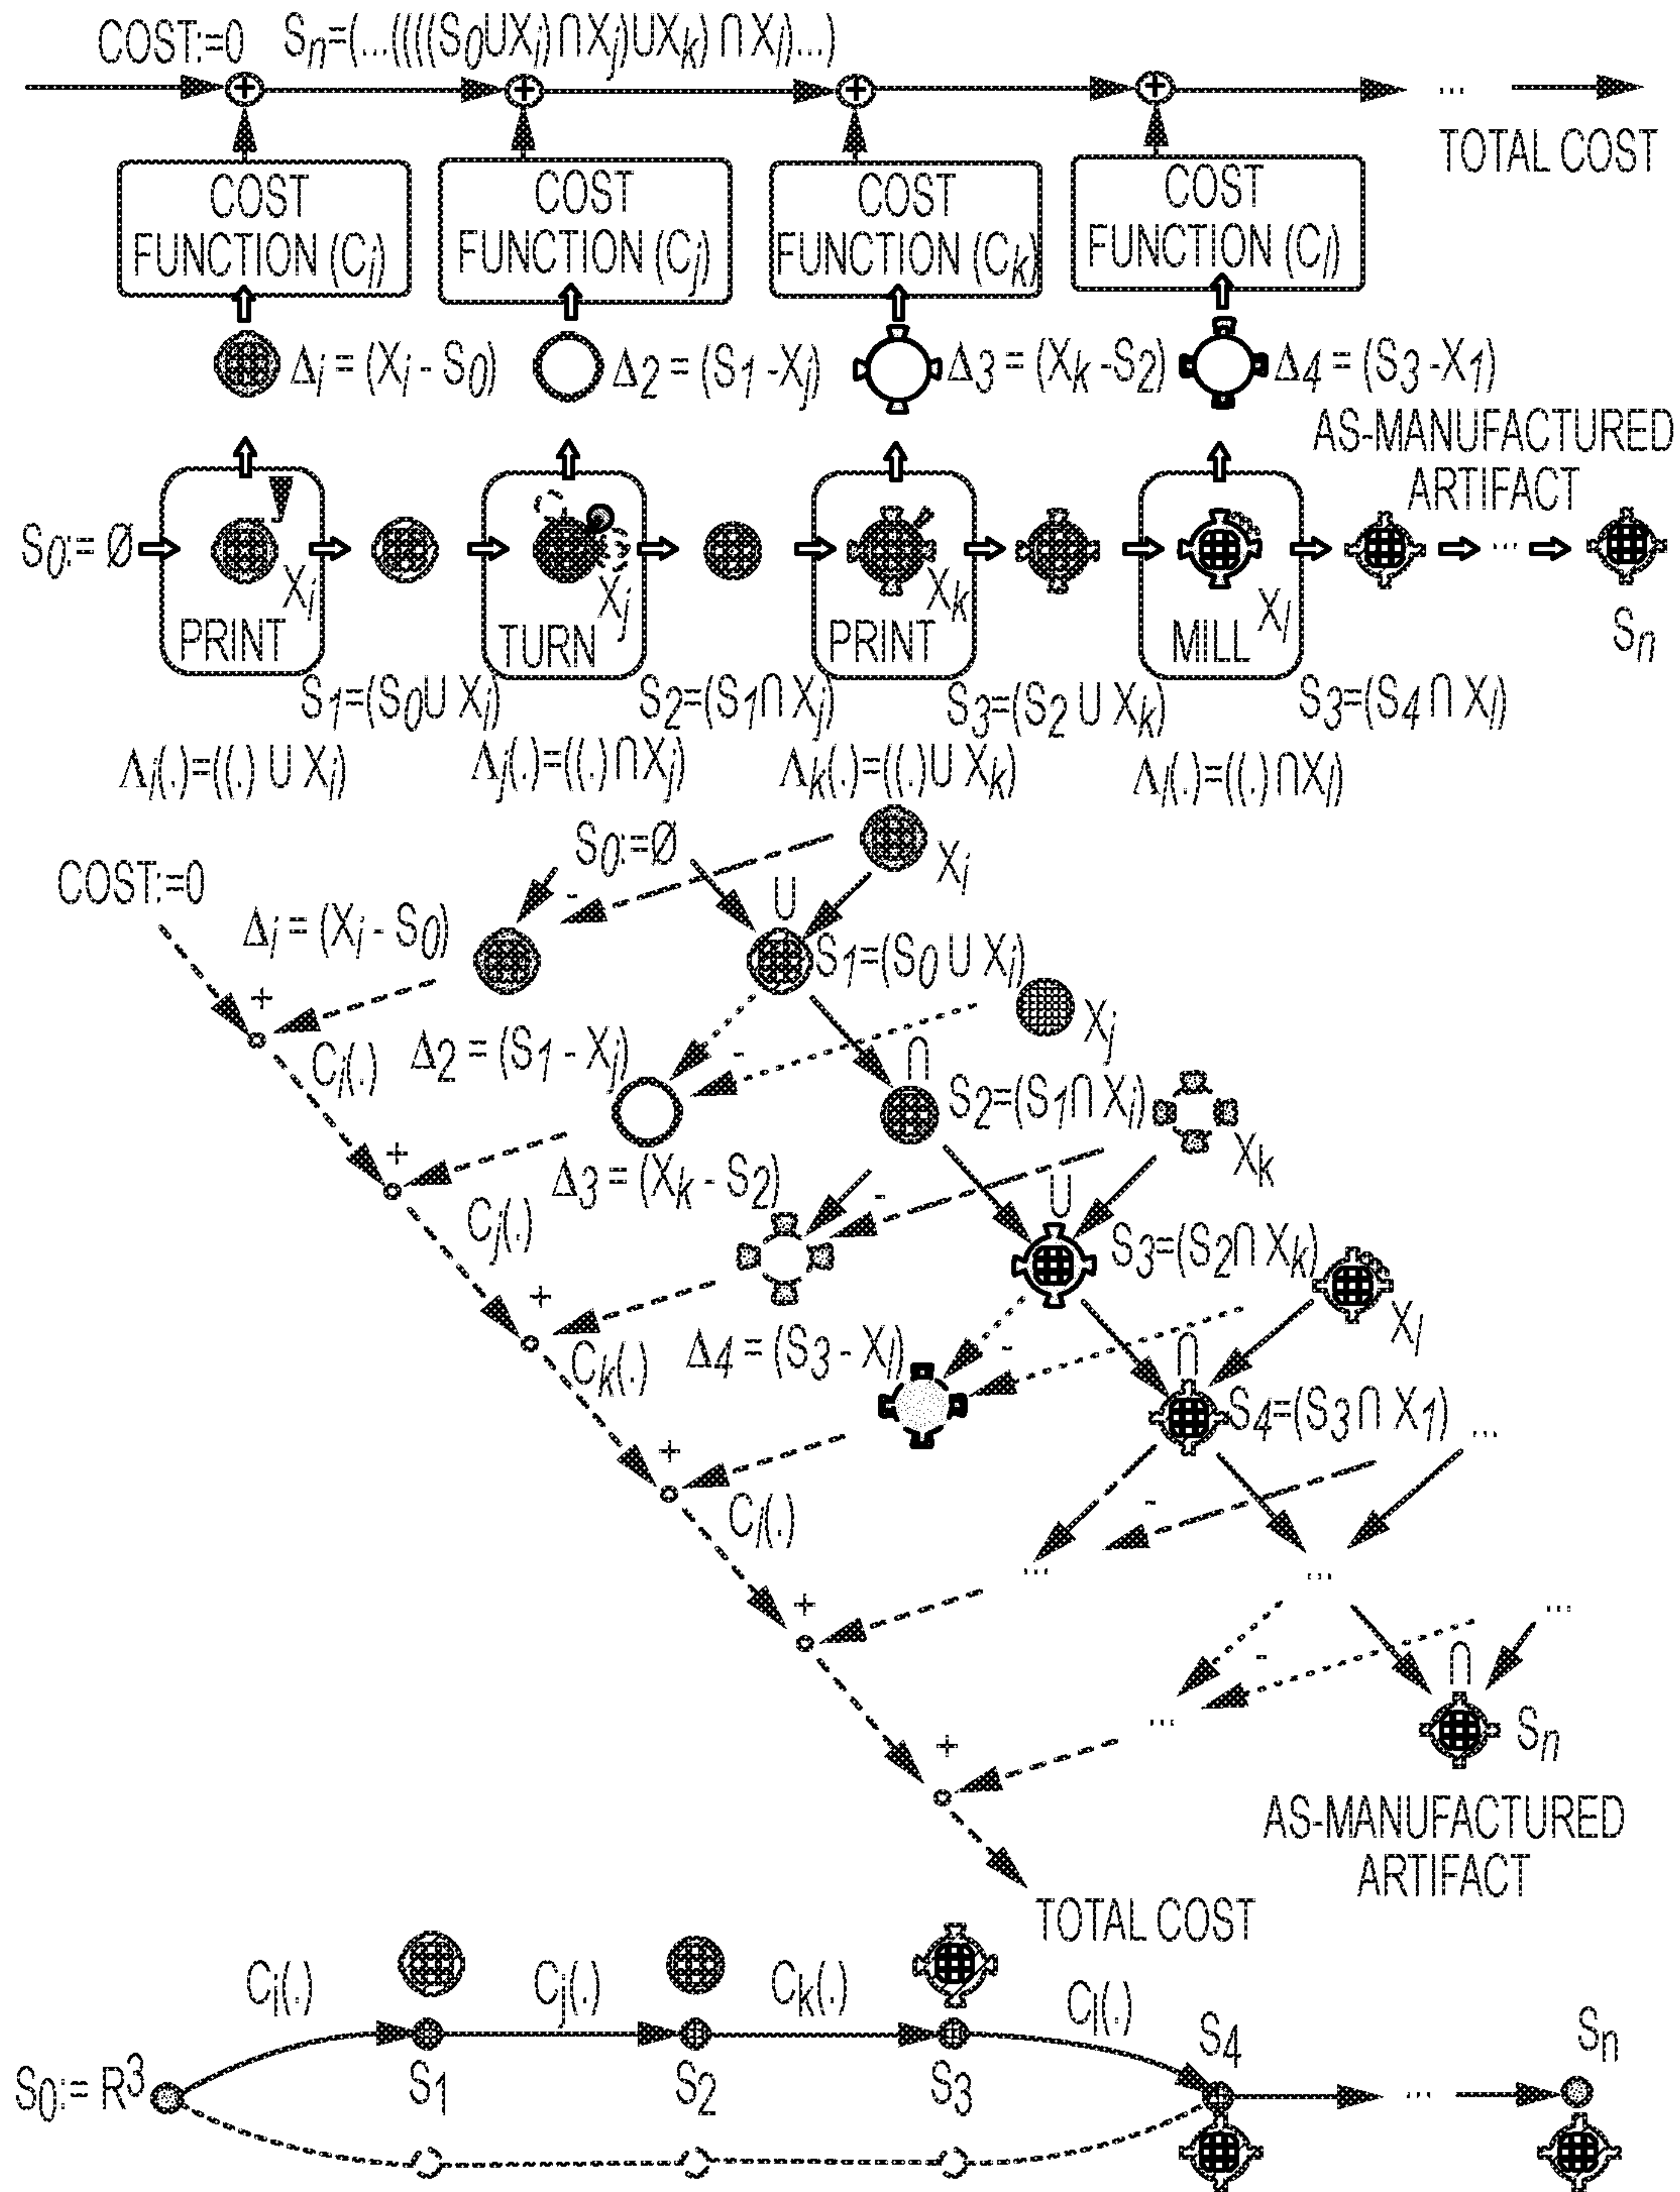 COST:=0 Sn=(...((((S0UXi)∩Xj)UXk)∩Xl)...)
+ + + + ...
TOTAL COST
COST FUNCTION (Ci)
COST FUNCTION (Cj)
COST FUNCTION (Ck)
COST FUNCTION (Cl)
Δi = (Xi - S0)
Δ2 = (S1 -Xj)
Δ3 = (Xk -S2)
Δ4 = (S3 -X1)
AS-MANUFACTURED
ARTIFACT
S0:= Ø
Xi
PRINT
Xj
TURN
Xk
PRINT
Xl
MILL
...
Sn
S1=(S0U Xi)
S2=(S1∩ Xj)
S3=(S2 U Xk)
S3=(S4 ∩ Xl)
Λi(.)=((.) U Xi)
Λj(.)=((.)∩Xj)
Λk(.)=((.)U Xk)
Λl(.)=((.)∩Xl)
S0:=Ø
Xi
COST:=0
-
U
Δi = (Xi - S0)
S1=(S0 U Xi)
+
Xj
Ci(.)
Δ2 = (S1 - Xj)
-
∩
S2=(S1∩ Xj)
Xk
+
Δ3 = (Xk - S2)
-
U
Cj(.)
S3=(S2∩ Xk)
+
Xl
Ck(.)
Δ4 = (S3 - Xl)
-
∩
S4=(S3∩ X1)
...
+
Cl(.)
-
...
...
+
...
-
∩
...
Sn
+
AS-MANUFACTURED
ARTIFACT
TOTAL COST
Ci(.)
Cj(.)
Ck(.)
Cl(.)
S4
Sn
S0:= R3
S1
S2
S3
...